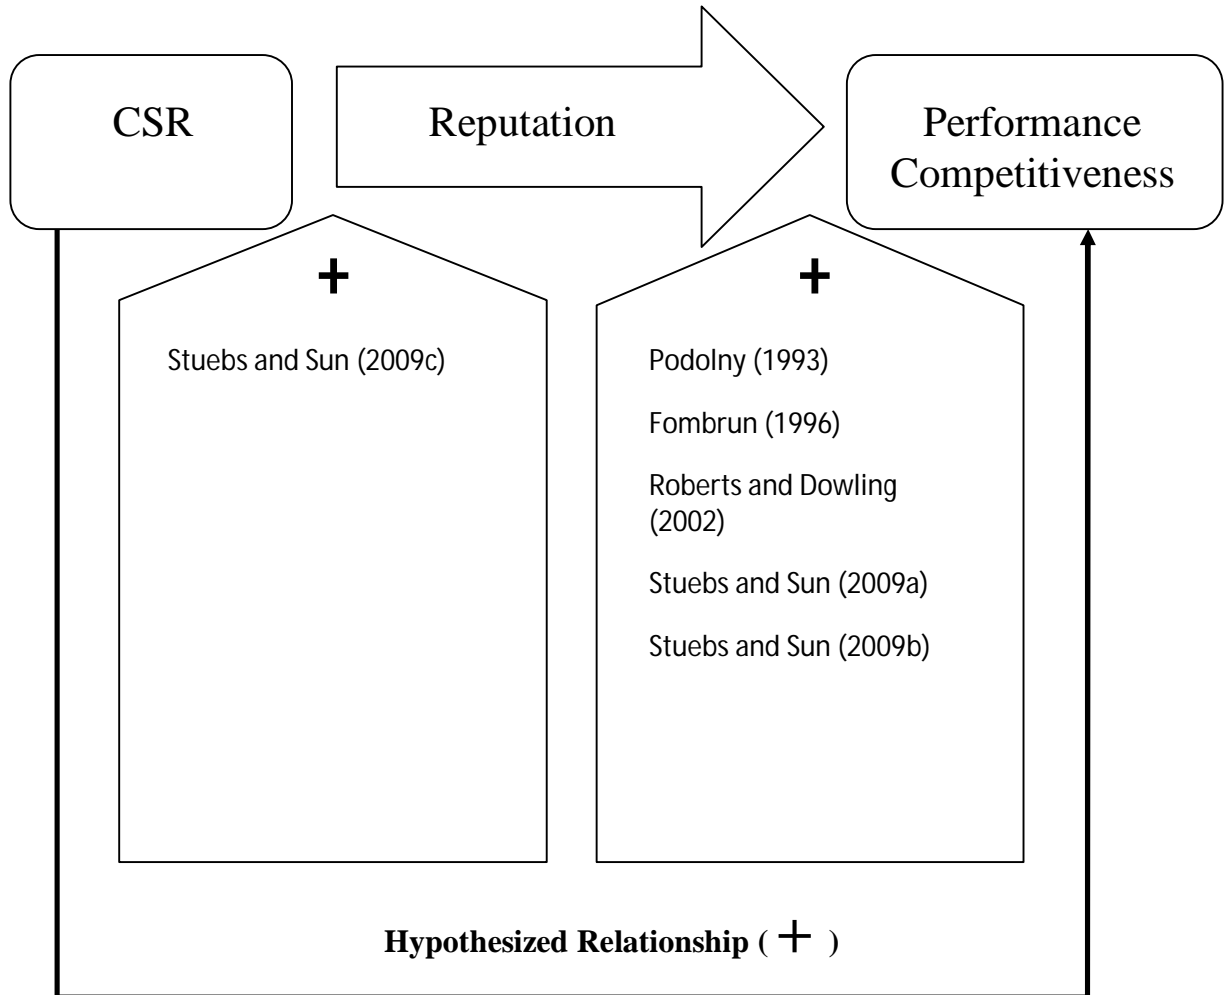 CSR
Reputation
Performance
Competitiveness
+
Stuebs and Sun (2009c)
+
Podolny (1993)
Fombrun (1996)
Roberts and Dowling
(2002)
Stuebs and Sun (2009a)
Stuebs and Sun (2009b)
Hypothesized Relationship ( + )